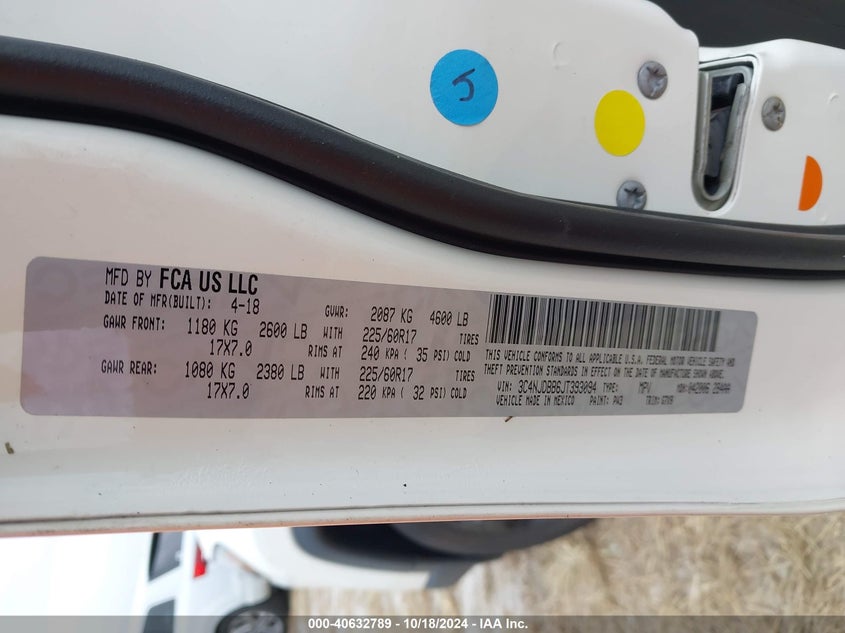 J
MFD BY FCA US LLC
DATE OF MFR(BUILT): 4-18
GVWR: 2087 KG 4600 LB
GAWR FRONT: 1180 KG 2600 LB WITH 225/60R17 TIRES
17X7.0 RIMS AT 240 KPA ( 35 PSI) COLD
GAWR REAR: 1080 KG 2380 LB WITH 225/60R17 TIRES
17X7.0 RIMS AT 220 KPA ( 32 PSI) COLD
THIS VEHICLE CONFORMS TO ALL APPLICABLE U.S.A. FEDERAL MOTOR VEHICLE SAFETY AND
THEFT PREVENTION STANDARDS IN EFFECT ON THE DATE OF MANUFACTURE SHOWN ABOVE.
VIN: 3C4NJDBB6JT393094 TYPE: MPV MDH:
VEHICLE MADE IN MEXICO PAINT: PW3 TRIM:
000-40632789 - 10/18/2024 - IAA Inc.